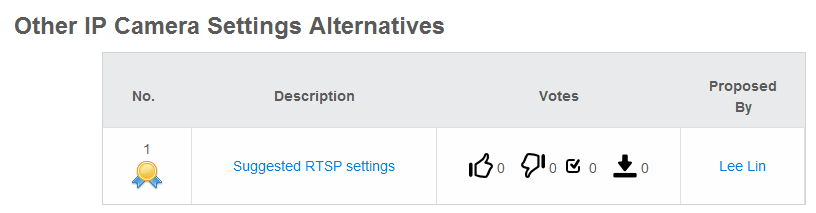 Other IP Camera Settings Alternatives
No. Description Votes Proposed
By
1
Suggested RTSP settings 0 0 0 0 Lee Lin